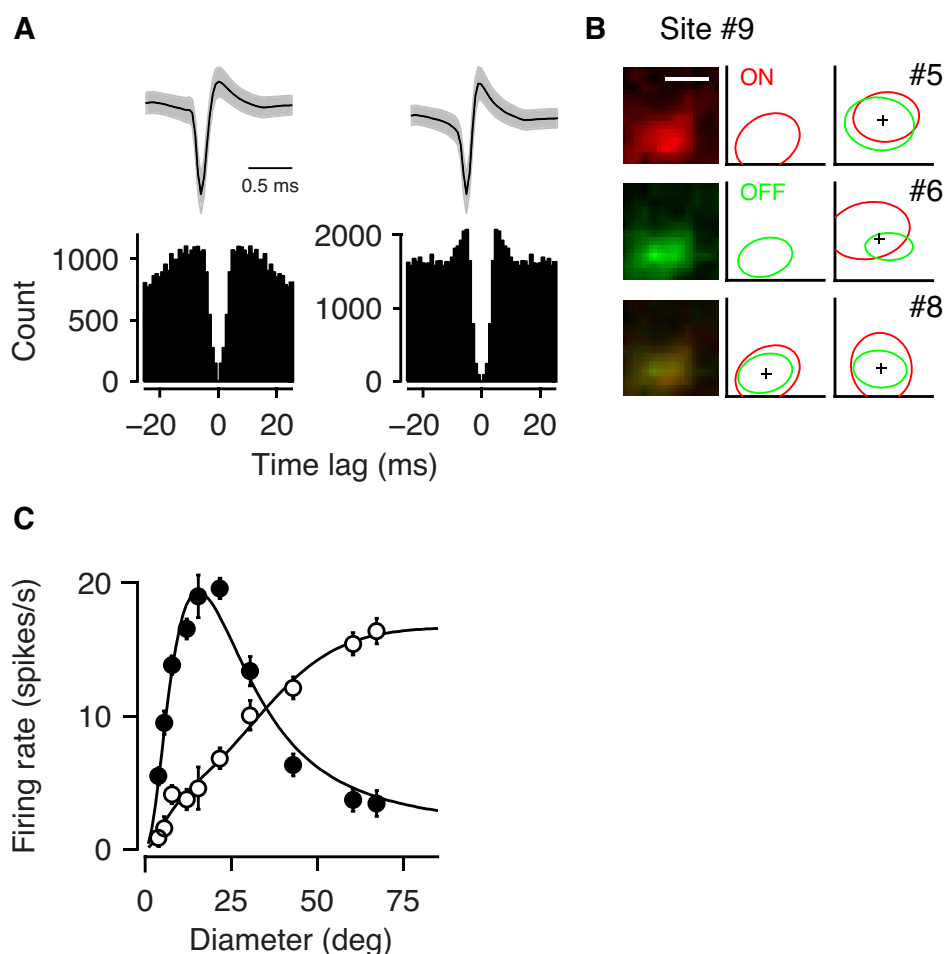 A
0.5 ms
Count
1000
500
0
2000
1000
0
−20 0 20
−20 0 20
Time lag (ms)
B
Site #9
ON
#5
OFF
#6
#8
C
Firing rate (spikes/s)
20
10
0
0 25 50 75
Diameter (deg)